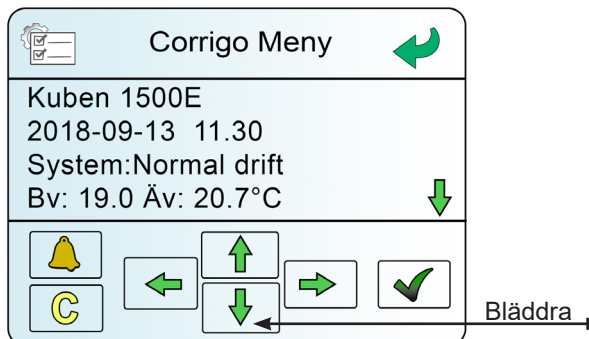 Corrigo Meny
Kuben 1500E
2018-09-13 11.30
System:Normal drift
Bv: 19.0 Äv: 20.7°C
C
Bläddra